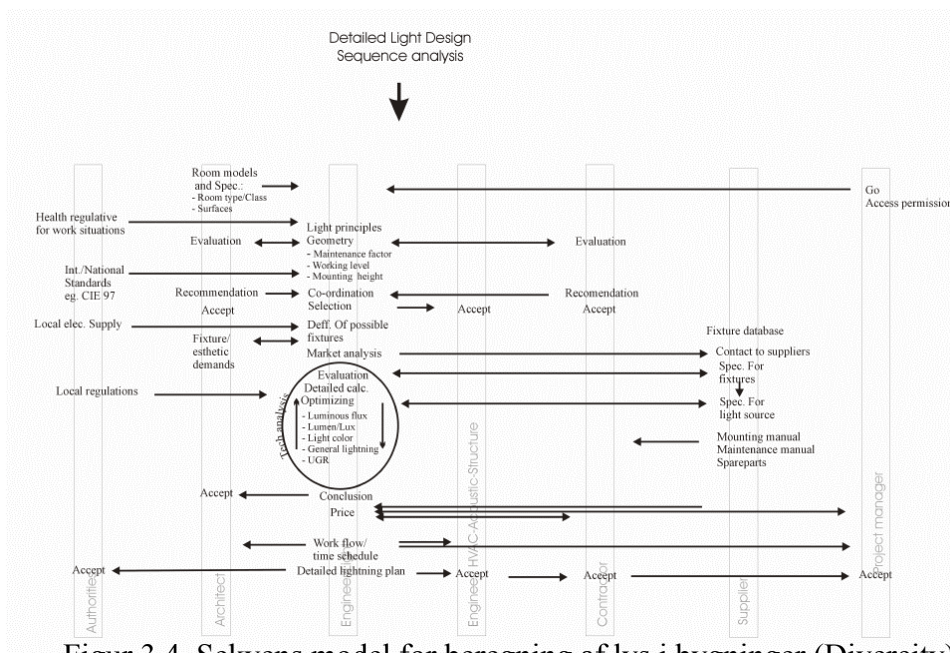 Detailed Light Design
Sequence analysis
Room models
and Spec.:
- Room type/Class
- Surfaces
Go
Access permission
Health regulative
for work situations
Light principles
Evaluation
Geometry
Evaluation
- Maintenance factor
- Working level
- Mounting height
Int./National
Standards
eg. CIE 97
Recommendation
Co-ordination
Recomendation
Accept
Selection
Accept
Accept
Local elec. Supply
Deff. Of possible
fixtures
Fixture/
esthetic
demands
Fixture database
Market analysis
Contact to suppliers
Evaluation
Spec. For
fixtures
Detailed calc.
Optimizing
Local regulations
Spec. For
light source
Tech analysis
- Luminous flux
- Lumen/Lux
- Light color
- General lightning
- UGR
Mounting manual
Maintenance manual
Spareparts
Accept
Conclusion
Price
Work flow/
time schedule
Accept
Detailed lightning plan
Accept
Accept
Accept
Authorities
Architect
HVAC-Acoustic-Structure
Contractor
Supplier
Project manager
Figur 3-4. Sekvens model for beregning af lys i bygninger (Divercity)